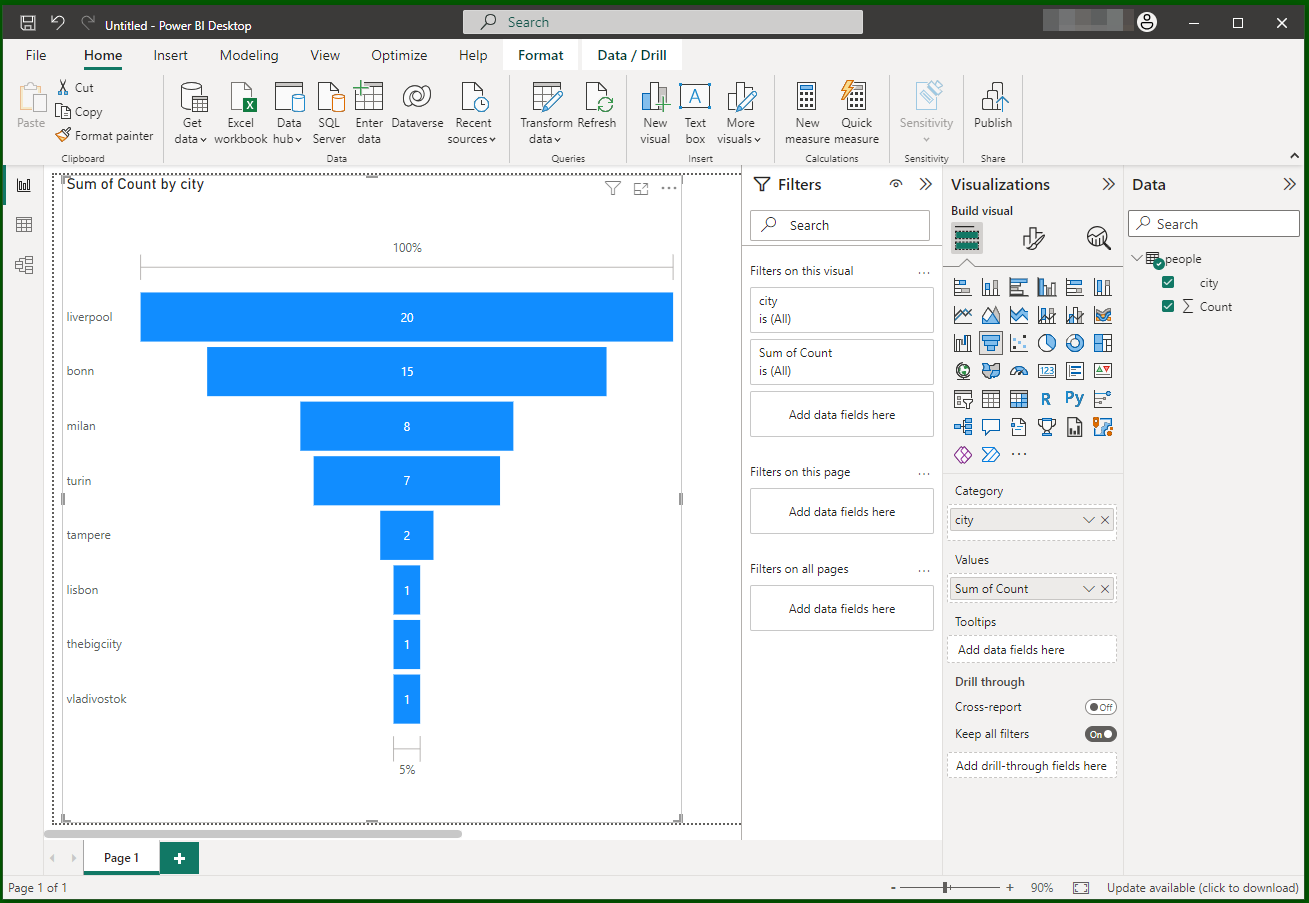 Untitled - Power BI Desktop
Search
File Home Insert Modeling View Optimize Help Format Data / Drill
Paste
Cut
Copy
Format painter
Clipboard
Get data
Excel workbook
Data hub
SQL Server
Enter data
Dataverse
Recent sources
Data
Transform data
Refresh
Queries
New visual
Text box
More visuals
Insert
New measure
Quick measure
Calculations
Sensitivity
Sensitivity
Publish
Share
Sum of Count by city
100%
liverpool 20
bonn 15
milan 8
turin 7
tampere 2
lisbon 1
thebigciity 1
vladivostok 1
5%
Filters
Search
Filters on this visual
city
is (All)
Sum of Count
is (All)
Add data fields here
Filters on this page
Add data fields here
Filters on all pages
Add data fields here
Visualizations
Build visual
123
R
Py
Category
city
Values
Sum of Count
Tooltips
Add data fields here
Drill through
Cross-report Off
Keep all filters On
Add drill-through fields here
Data
Search
people
city
Σ Count
Page 1
+
Page 1 of 1
- + 90%
Update available (click to download)